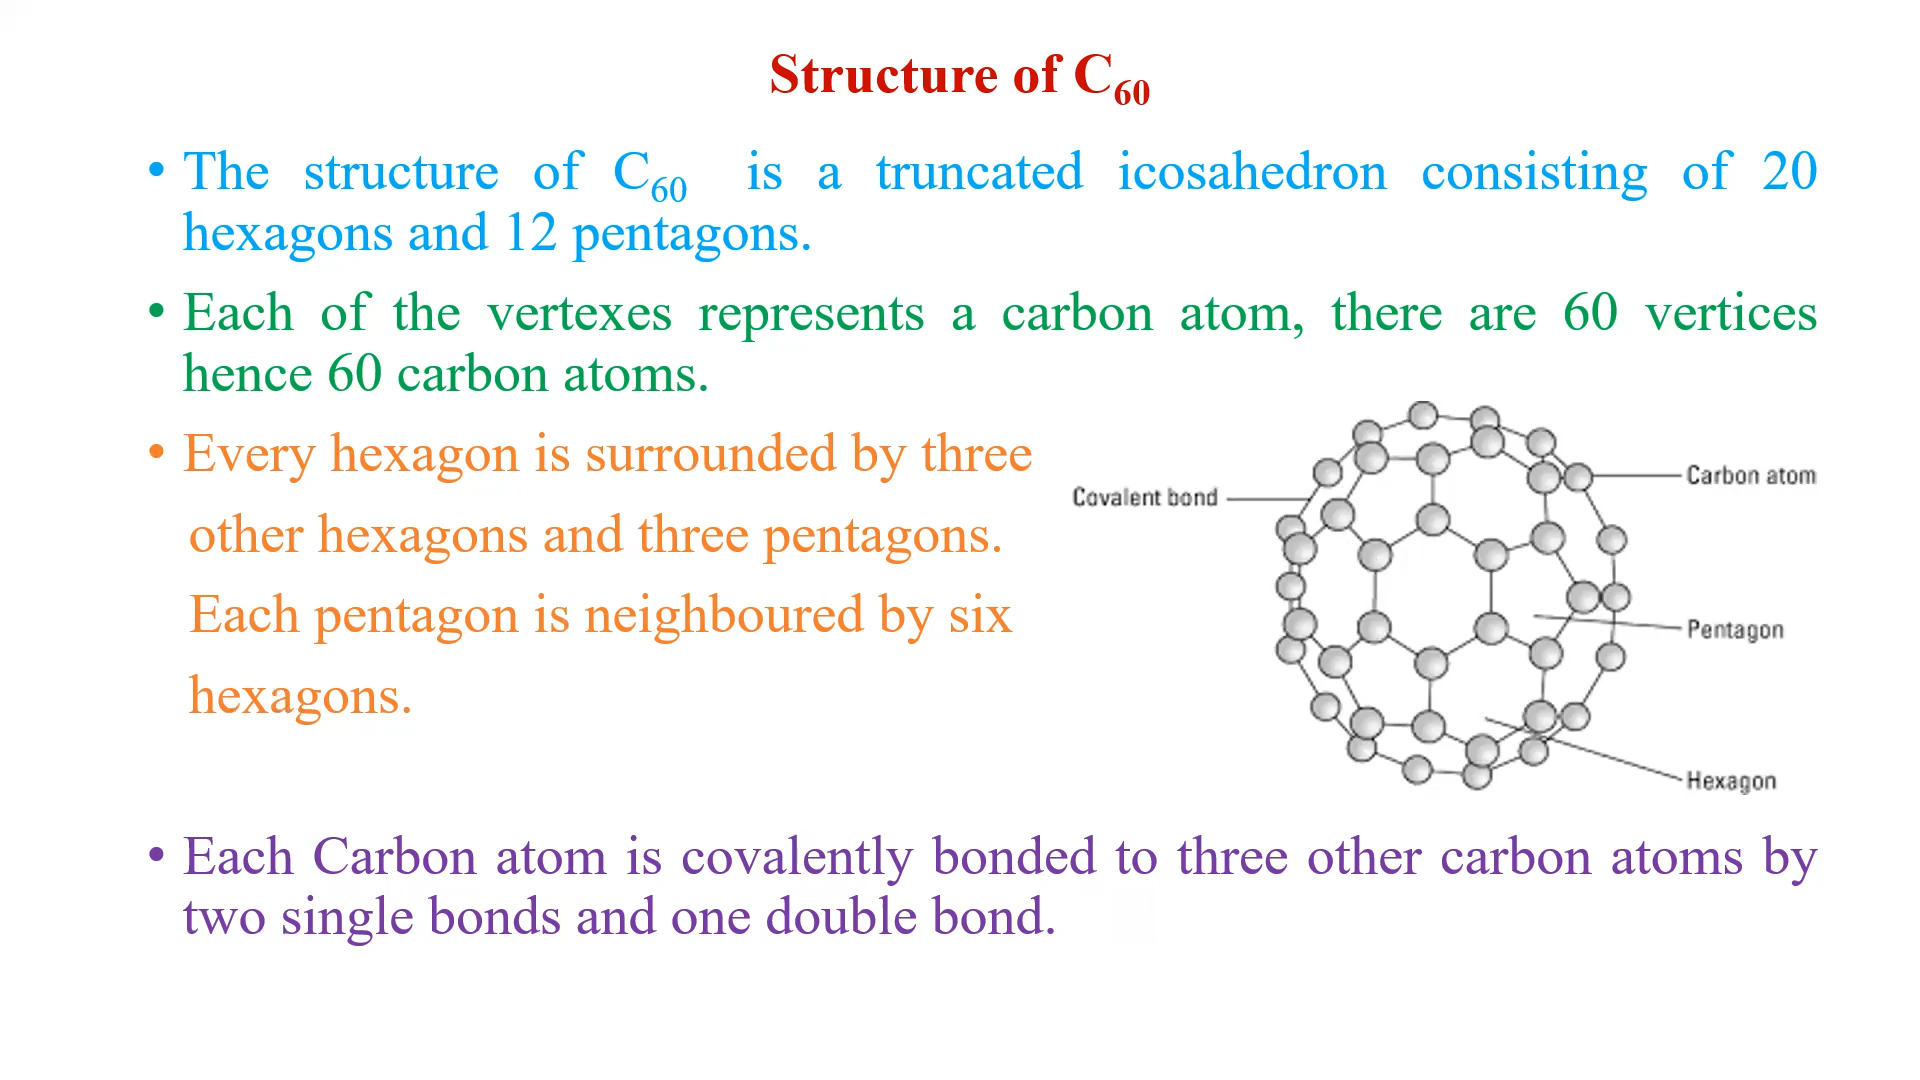 Structure of C60
• The structure of C60 is a truncated icosahedron consisting of 20
hexagons and 12 pentagons.
• Each of the vertexes represents a carbon atom, there are 60 vertices
hence 60 carbon atoms.
• Every hexagon is surrounded by three
other hexagons and three pentagons.
Each pentagon is neighboured by six
hexagons.
Covalent bond
Carbon atom
Pentagon
Hexagon
• Each Carbon atom is covalently bonded to three other carbon atoms by
two single bonds and one double bond.